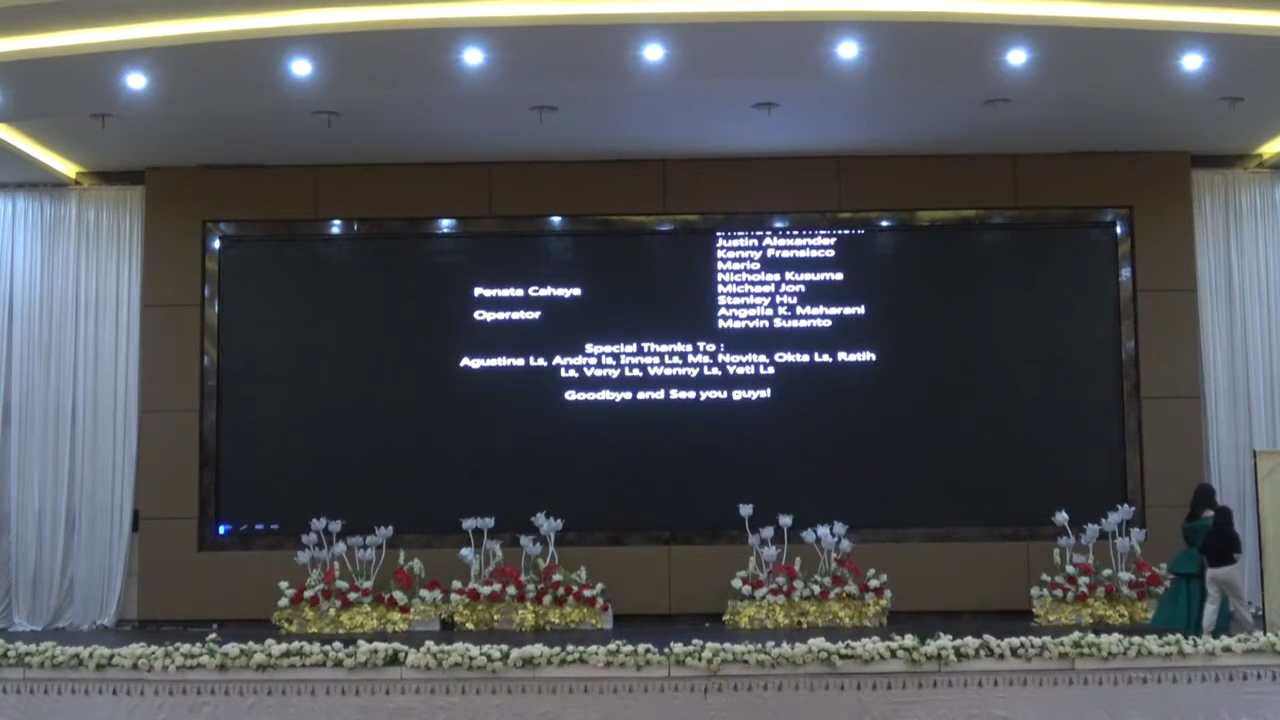 Justin Alexander
Kenny Fransisco
Mario
Nicholas Kusuma
Penata Cahaya
Michael Jon
Stanley Hu
Operator
Angelia K. Maharani
Marvin Susanto
Special Thanks To :
Agustina Ls, Andre ls, Innes Ls, Ms. Novita, Okta Ls, Ratih
Ls, Veny Ls, Wenny Ls, Yeti Ls
Goodbye and See you guys!